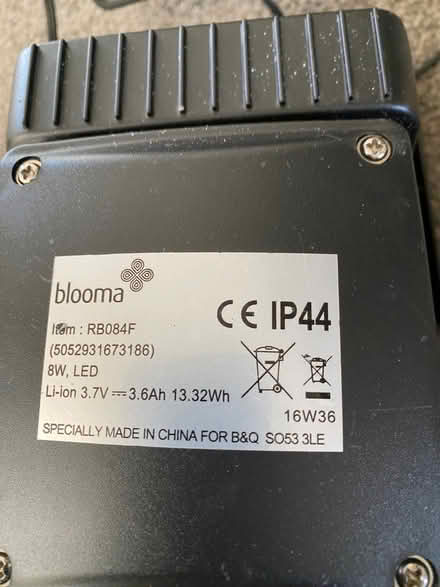 blooma
CE IP44
Item : RB084F
(5052931673186)
8W, LED
Li-ion 3.7V ⎓ 3.6Ah 13.32Wh
16W36
SPECIALLY MADE IN CHINA FOR B&Q SO53 3LE